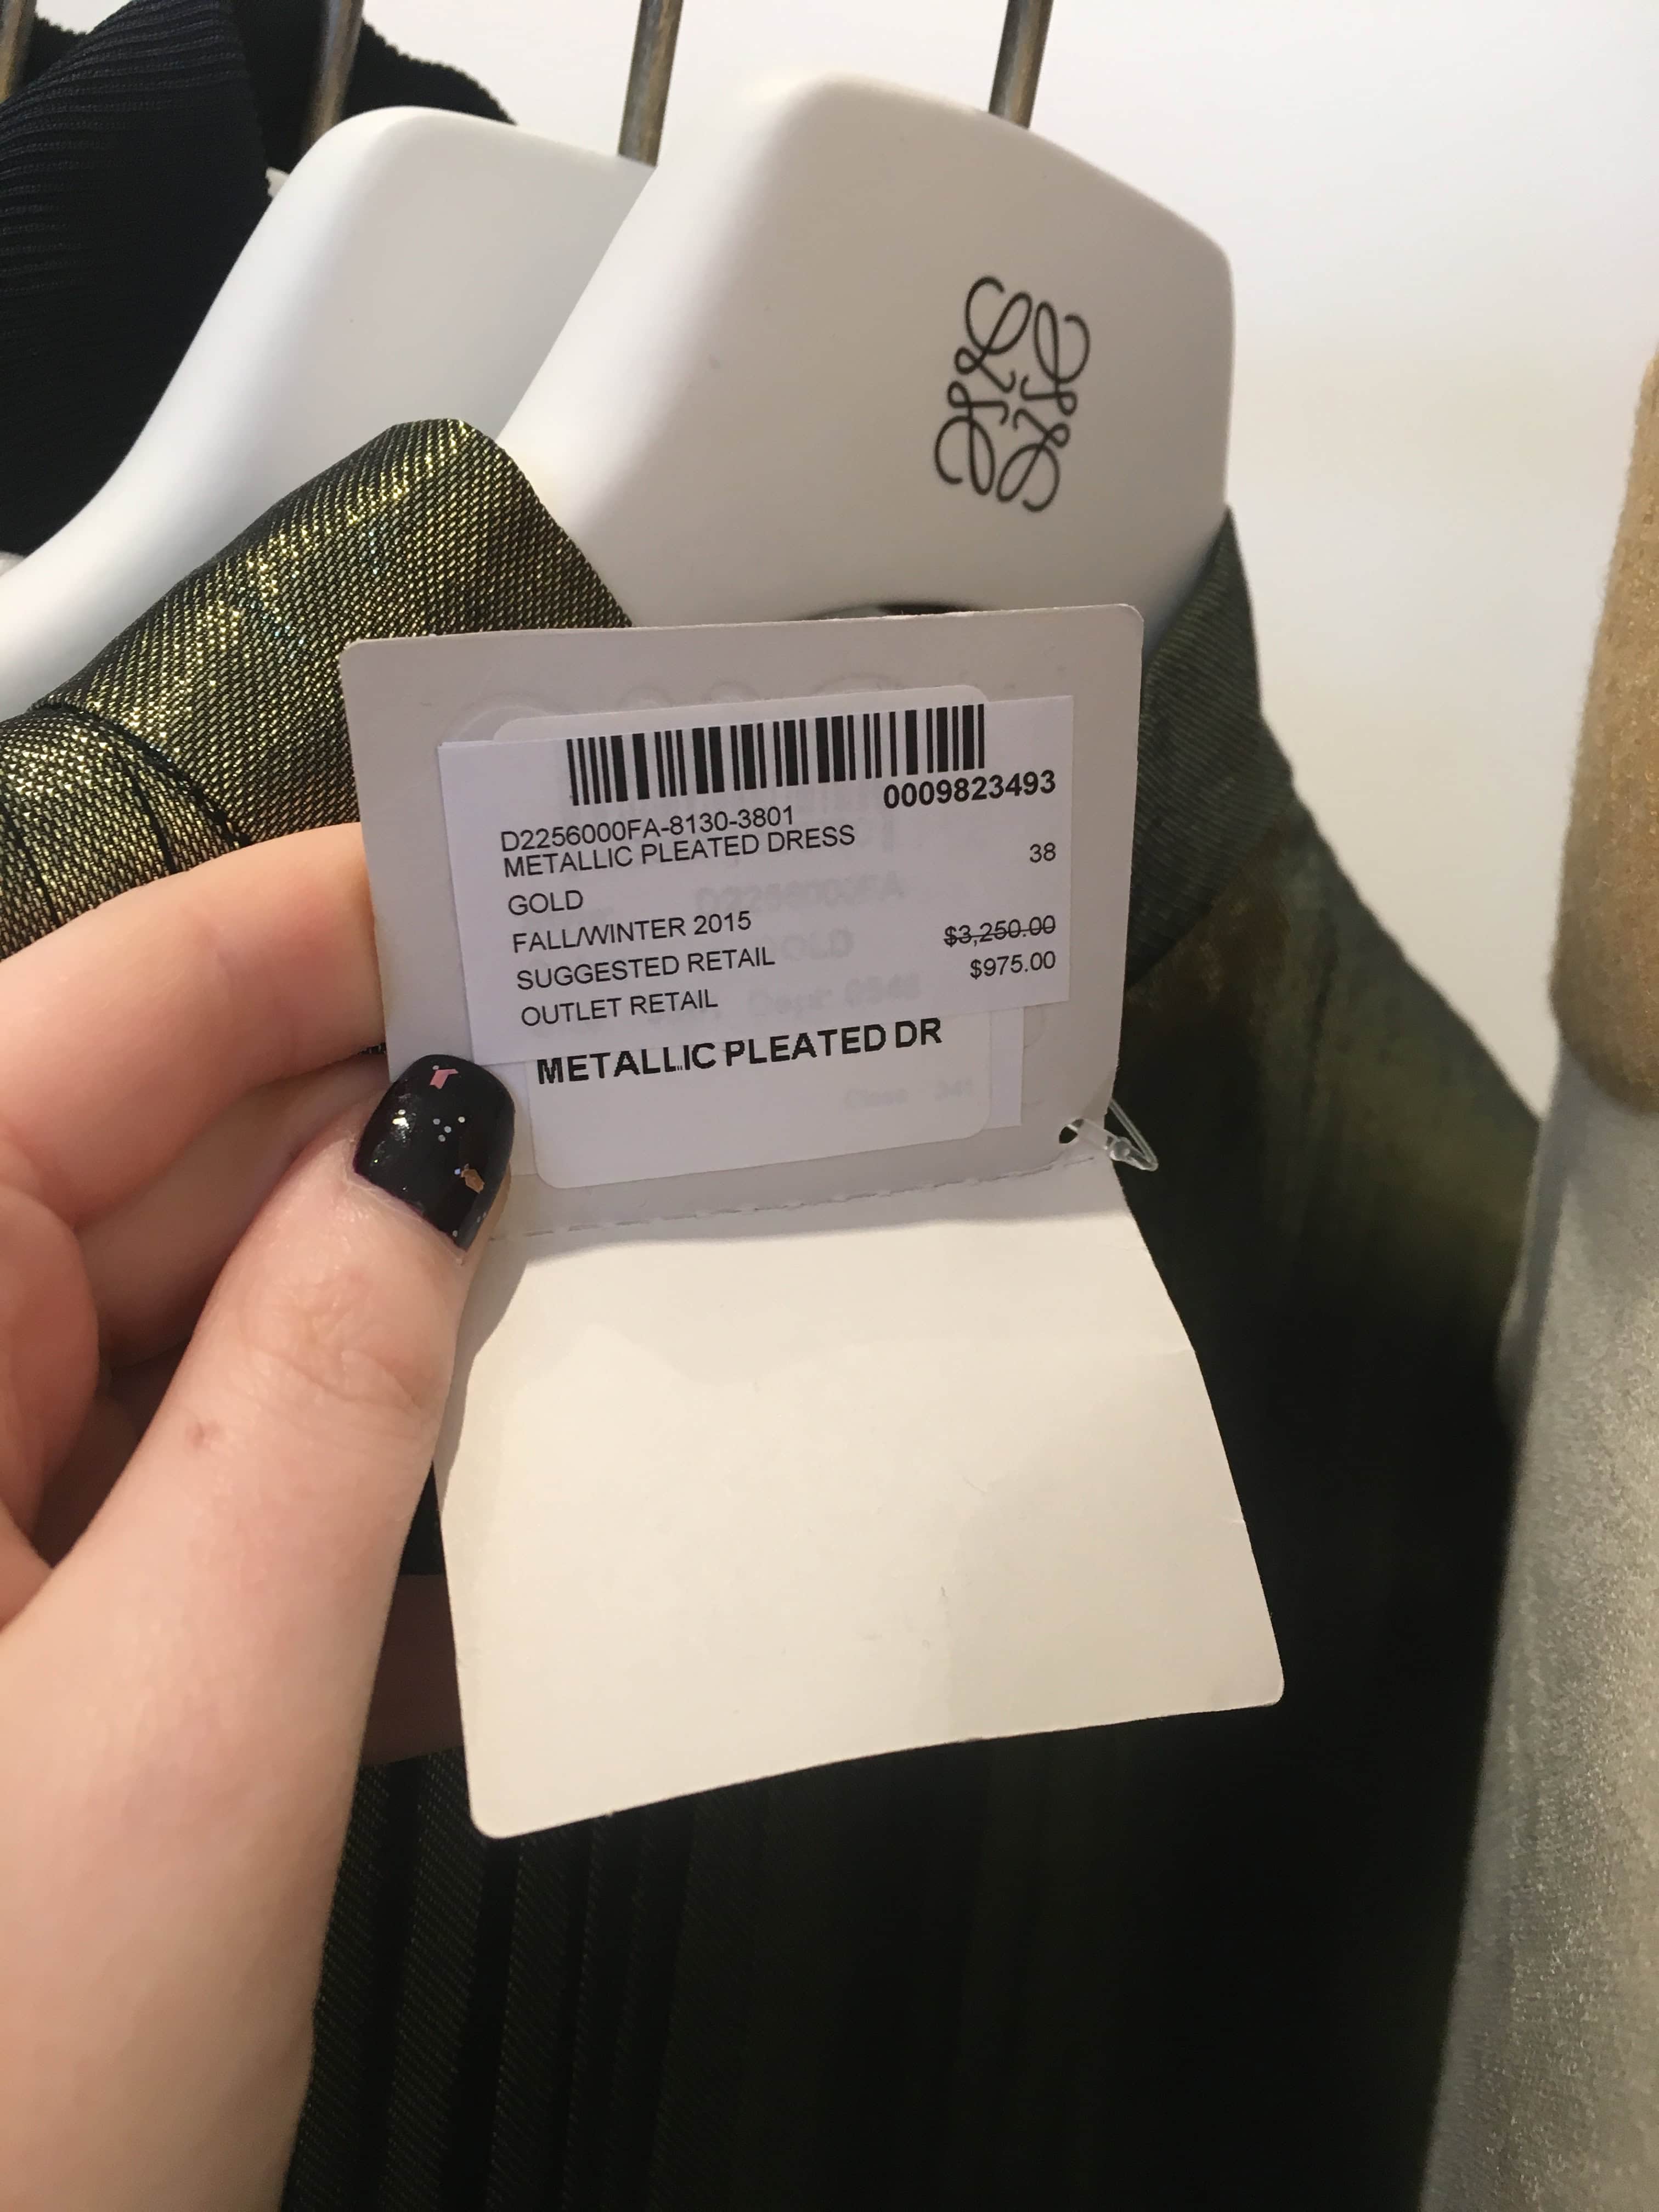 0009823493
D2256000FA-8130-3801
METALLIC PLEATED DRESS
38
GOLD
FALL/WINTER 2015
SUGGESTED RETAIL $3,250.00
OUTLET RETAIL $975.00
METALLIC PLEATED DR